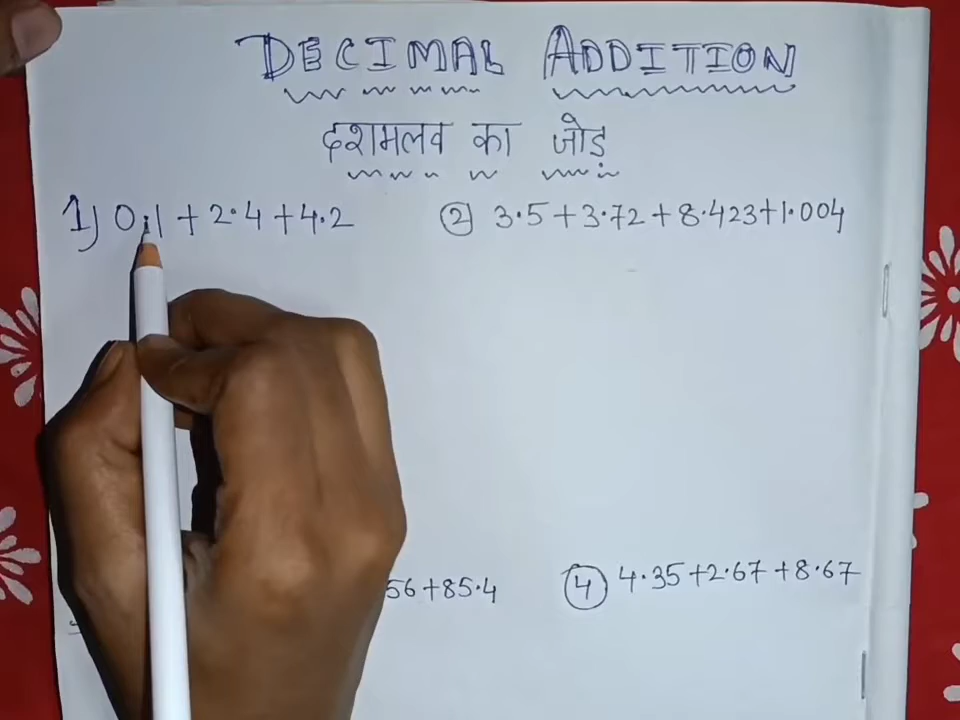 DECIMAL ADDITION
दशमलव का जोड़
1) 0.1 + 2.4 + 4.2
2 3.5 + 3.72 + 8.423 + 1.004
56 + 85.4
4 4.35 + 2.67 + 8.67